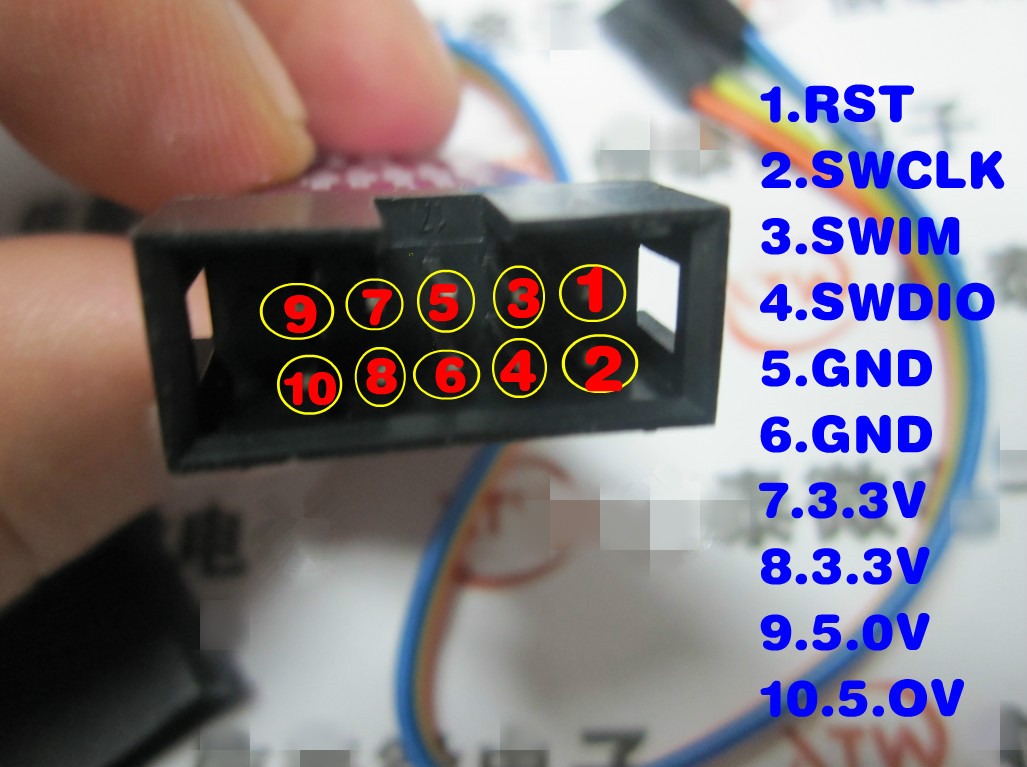 1.RST
2.SWCLK
3.SWIM
4.SWDIO
5.GND
6.GND
7.3.3V
8.3.3V
9.5.0V
10.5.OV
9 7 5 3 1
10 8 6 4 2
电